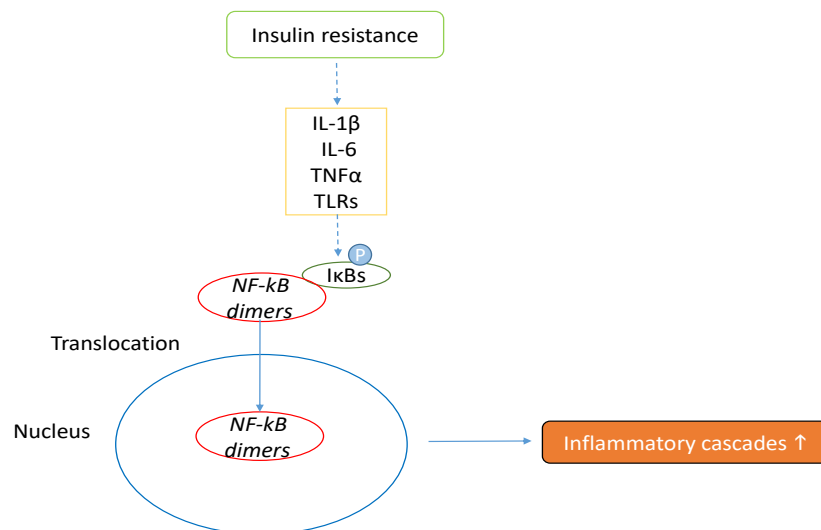 Insulin resistance
IL-1β
IL-6
TNFα
TLRs
P
IκBs
NF-kB
dimers
Translocation
Nucleus
NF-kB
dimers
Inflammatory cascades ↑